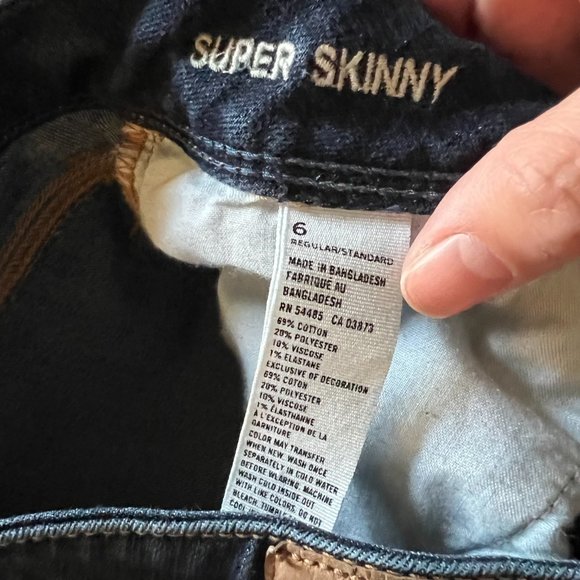 SUPER SKINNY
6
REGULAR/STANDARD
MADE IN BANGLADESH
FABRIQUÉ AU
BANGLADESH
RN 54485 CA 03873
69% COTTON
20% POLYESTER
10% VISCOSE
1% ELASTANE
EXCLUSIVE OF DECORATION
69% COTON
20% POLYESTER
10% VISCOSE
1% ÉLASTHANNE
À L'EXCEPTION DE LA
GARNITURE
COLOR MAY TRANSFER
WHEN NEW. WASH ONCE
SEPARATELY IN COLD WATER
BEFORE WEARING. MACHINE
WASH COLD INSIDE OUT
WITH LIKE COLORS. DO NOT
BLEACH. TUMBL
COOL